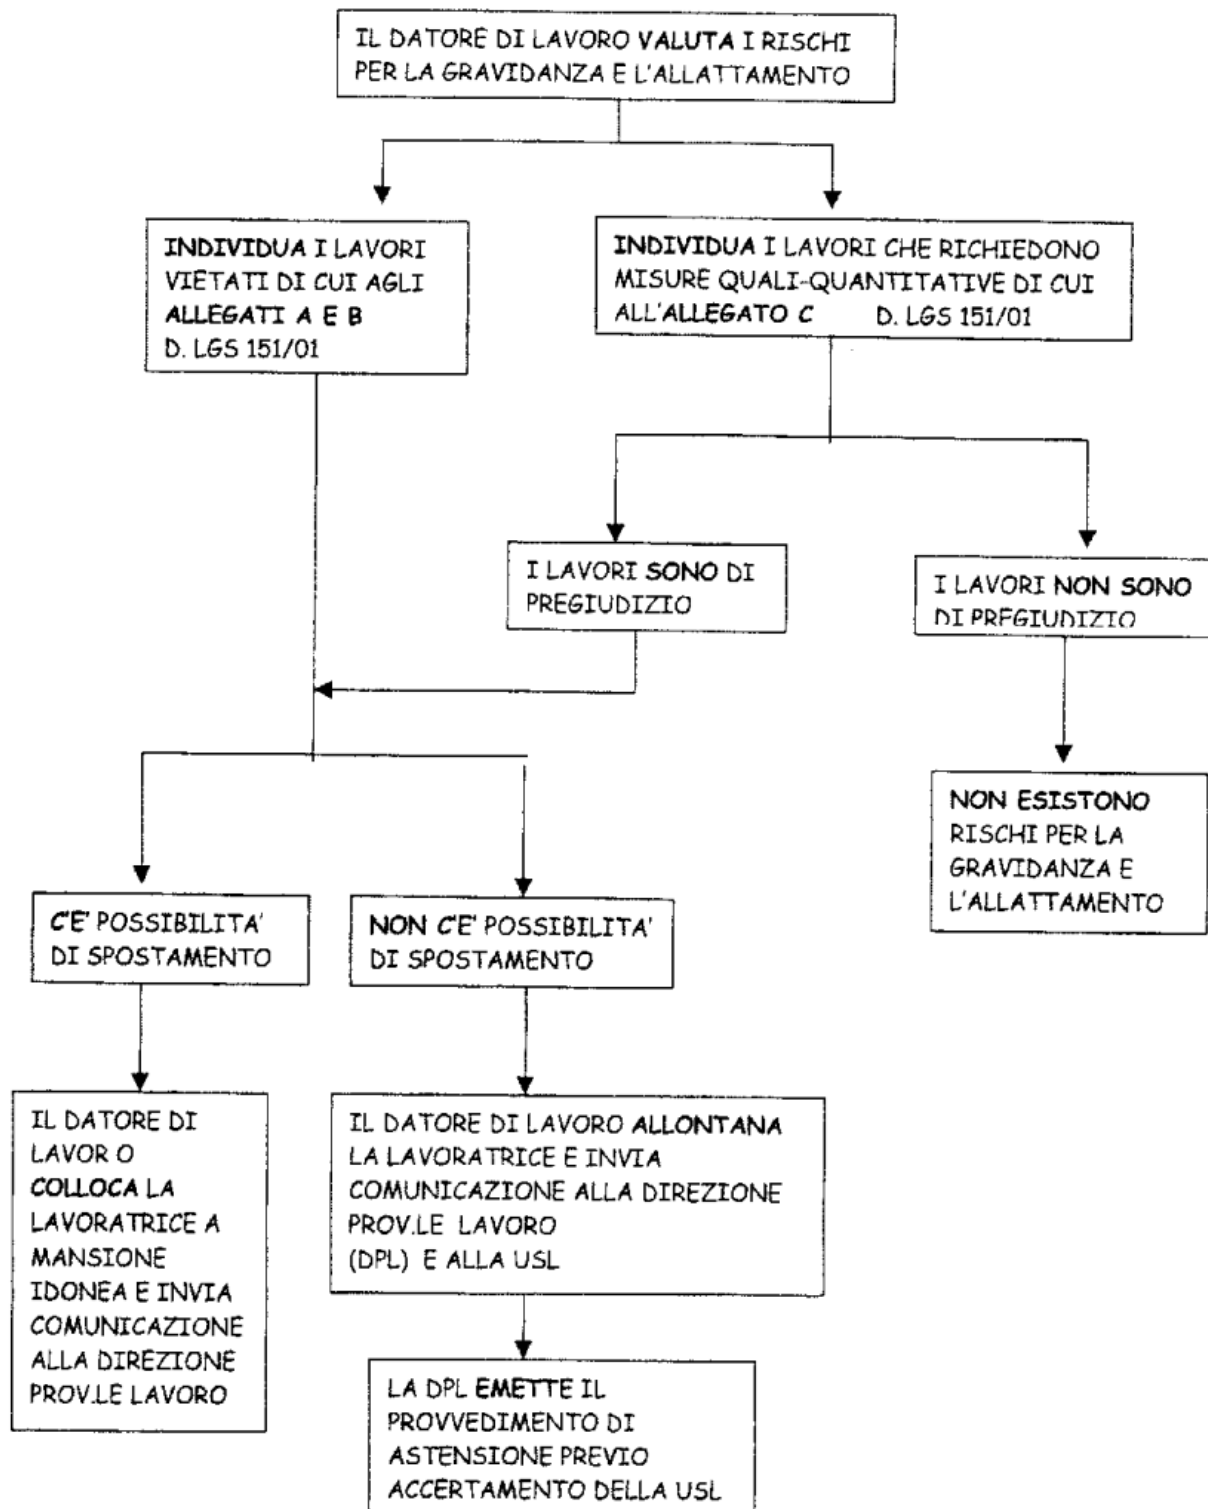 IL DATORE DI LAVORO VALUTA I RISCHI
PER LA GRAVIDANZA E L'ALLATTAMENTO
INDIVIDUA I LAVORI
VIETATI DI CUI AGLI
ALLEGATI A E B
D. LGS 151/01
INDIVIDUA I LAVORI CHE RICHIEDONO
MISURE QUALI-QUANTITATIVE DI CUI
ALL'ALLEGATO C D. LGS 151/01
I LAVORI SONO DI
PREGIUDIZIO
I LAVORI NON SONO
DI PREGIUDIZIO
NON ESISTONO
RISCHI PER LA
GRAVIDANZA E
L'ALLATTAMENTO
C'E' POSSIBILITA'
DI SPOSTAMENTO
NON C'E' POSSIBILITA'
DI SPOSTAMENTO
IL DATORE DI
LAVOR O
COLLOCA LA
LAVORATRICE A
MANSIONE
IDONEA E INVIA
COMUNICAZIONE
ALLA DIREZIONE
PROV.LE LAVORO
IL DATORE DI LAVORO ALLONTANA
LA LAVORATRICE E INVIA
COMUNICAZIONE ALLA DIREZIONE
PROV.LE LAVORO
(DPL) E ALLA USL
LA DPL EMETTE IL
PROVVEDIMENTO DI
ASTENSIONE PREVIO
ACCERTAMENTO DELLA USL